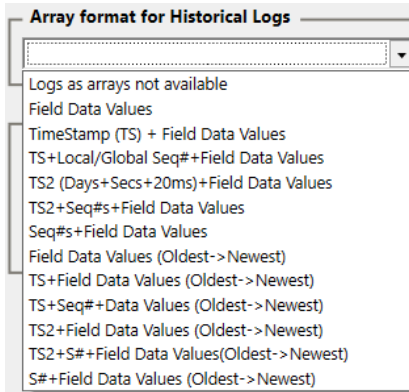 Array format for Historical Logs
Logs as arrays not available
Field Data Values
TimeStamp (TS) + Field Data Values
TS+Local/Global Seq#+Field Data Values
TS2 (Days+Secs+20ms)+Field Data Values
TS2+Seq#s+Field Data Values
Seq#s+Field Data Values
Field Data Values (Oldest->Newest)
TS+Field Data Values (Oldest->Newest)
TS+Seq#+Data Values (Oldest->Newest)
TS2+Field Data Values (Oldest->Newest)
TS2+S#+Field Data Values(Oldest->Newest)
S#+Field Data Values (Oldest->Newest)